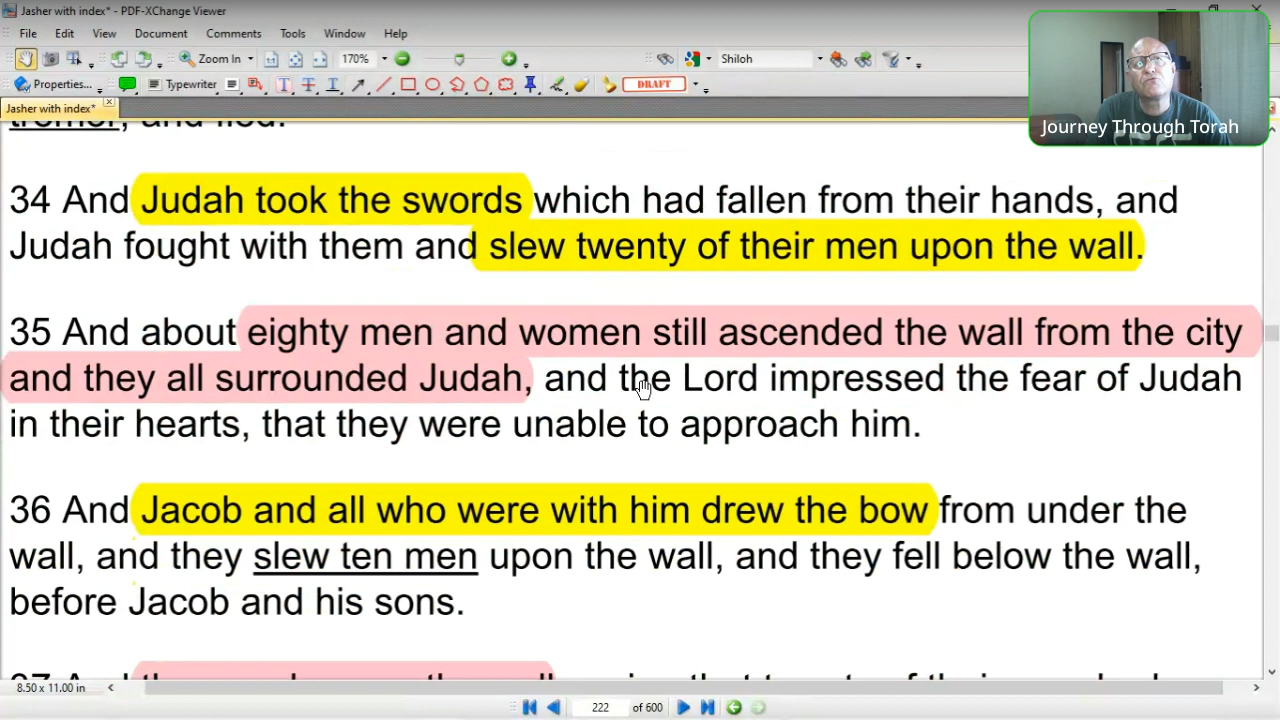 Jasher with index* - PDF-XChange Viewer
File Edit View Document Comments Tools Window Help
Zoom In 170% Shiloh
Properties... Typewriter DRAFT
Jasher with index*
Journey Through Torah
and fled.
34 And Judah took the swords which had fallen from their hands, and
Judah fought with them and slew twenty of their men upon the wall.
35 And about eighty men and women still ascended the wall from the city
and they all surrounded Judah, and the Lord impressed the fear of Judah
in their hearts, that they were unable to approach him.
36 And Jacob and all who were with him drew the bow from under the
wall, and they slew ten men upon the wall, and they fell below the wall,
before Jacob and his sons.
8.50 x 11.00 in
222 of 600